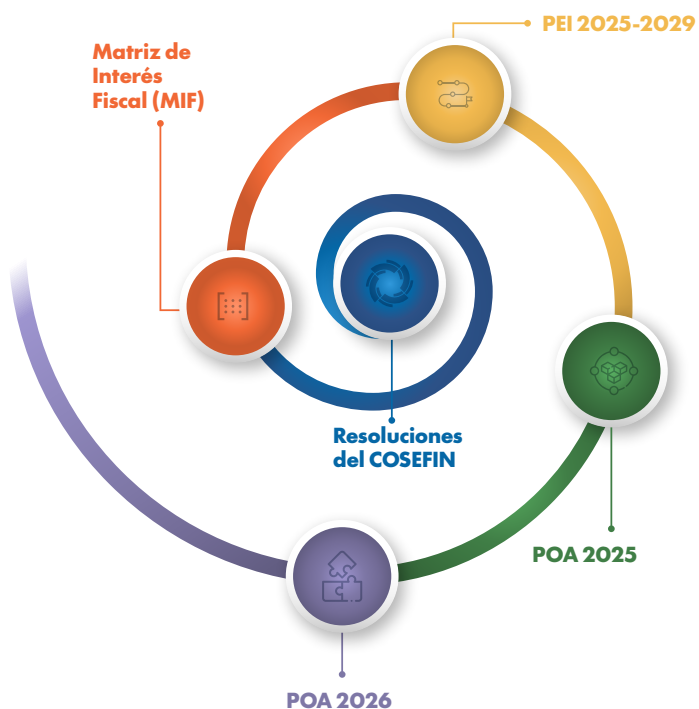 PEI 2025-2029
Matriz de
Interés
Fiscal (MIF)
Resoluciones
del COSEFIN
POA 2025
POA 2026